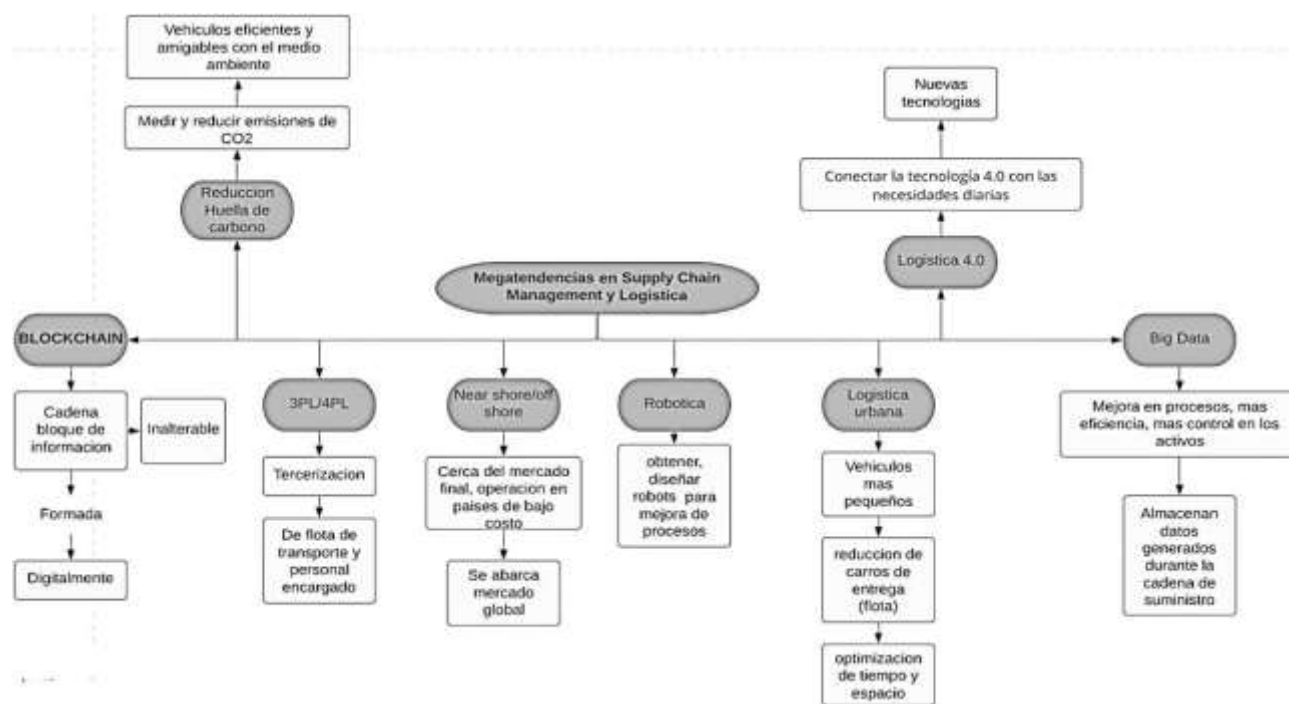 Vehiculos eficientes y
amigables con el medio
ambiente
Medir y reducir emisiones de
CO2
Reduccion
Huella de
carbono
Nuevas
tecnologias
Conectar la tecnología 4.0 con las
necesidades diarias
Logistica 4.0
Megatendencias en Supply Chain
Management y Logistica
BLOCKCHAIN
Cadena
bloque de
informacion
Inalterable
Formada
Digitalmente
3PL/4PL
Tercerizacion
De flota de
transporte y
personal
encargado
Near shore/off
shore
Cerca del mercado
final, operacion en
paises de bajo
costo
Se abarca
mercado
global
Robotica
obtener,
diseñar
robots para
mejora de
procesos
Logistica
urbana
Vehiculos
mas
pequeños
reduccion de
carros de
entrega
(flota)
optimizacion
de tiempo y
espacio
Big Data
Mejora en procesos, mas
eficiencia, mas control en los
activos
Almacenan
datos
generados
durante la
cadena de
suministro